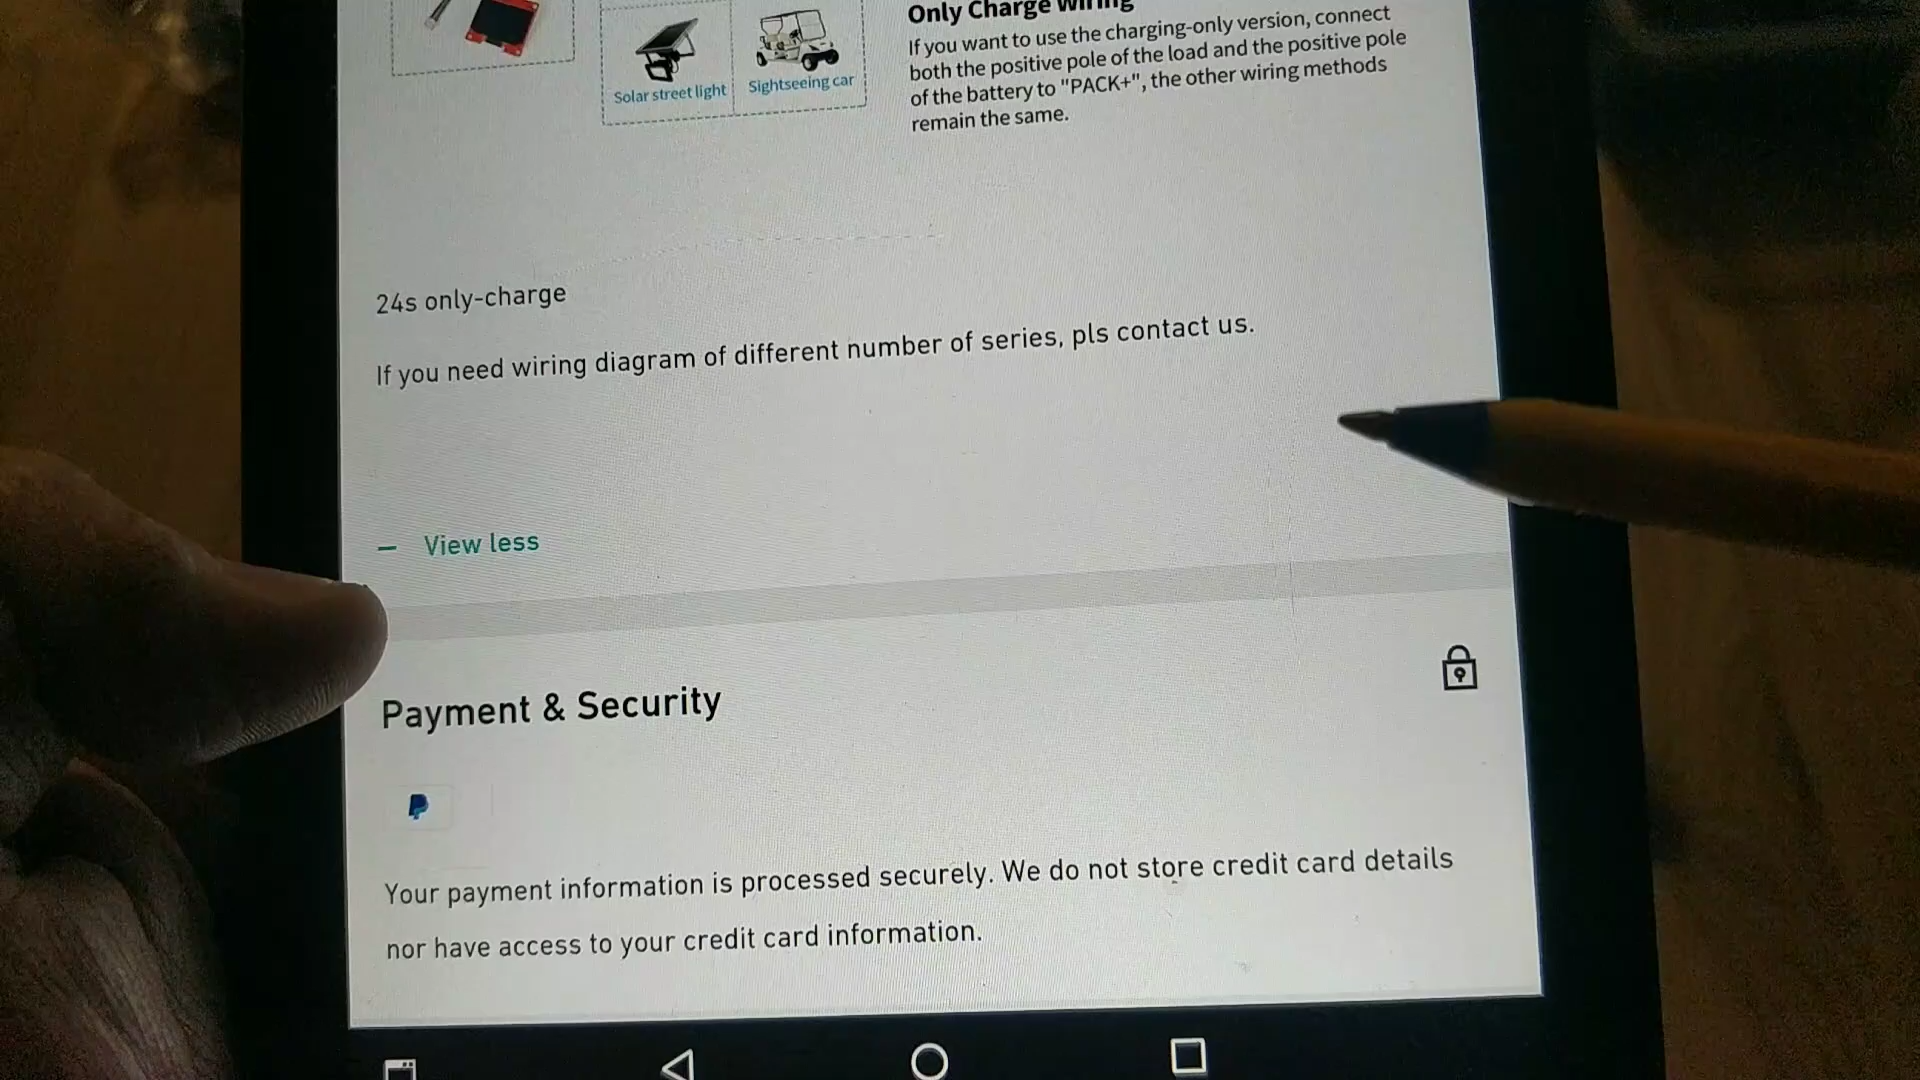 Only Charge Wiring
If you want to use the charging-only version, connect
both the positive pole of the load and the positive pole
of the battery to "PACK+", the other wiring methods
remain the same.
Solar street light
Sightseeing car
24s only-charge
If you need wiring diagram of different number of series, pls contact us.
— View less
Payment & Security
Your payment information is processed securely. We do not store credit card details
nor have access to your credit card information.